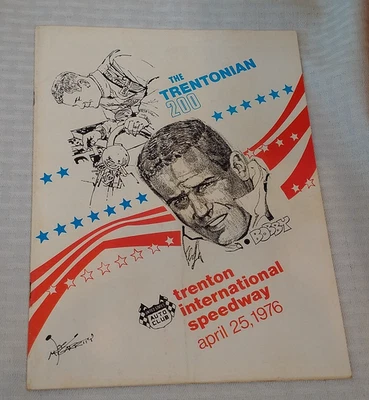 THE
TRENTONIAN
200
BOBBY
trenton
international
speedway
april 25, 1976
AUTO
CLUB